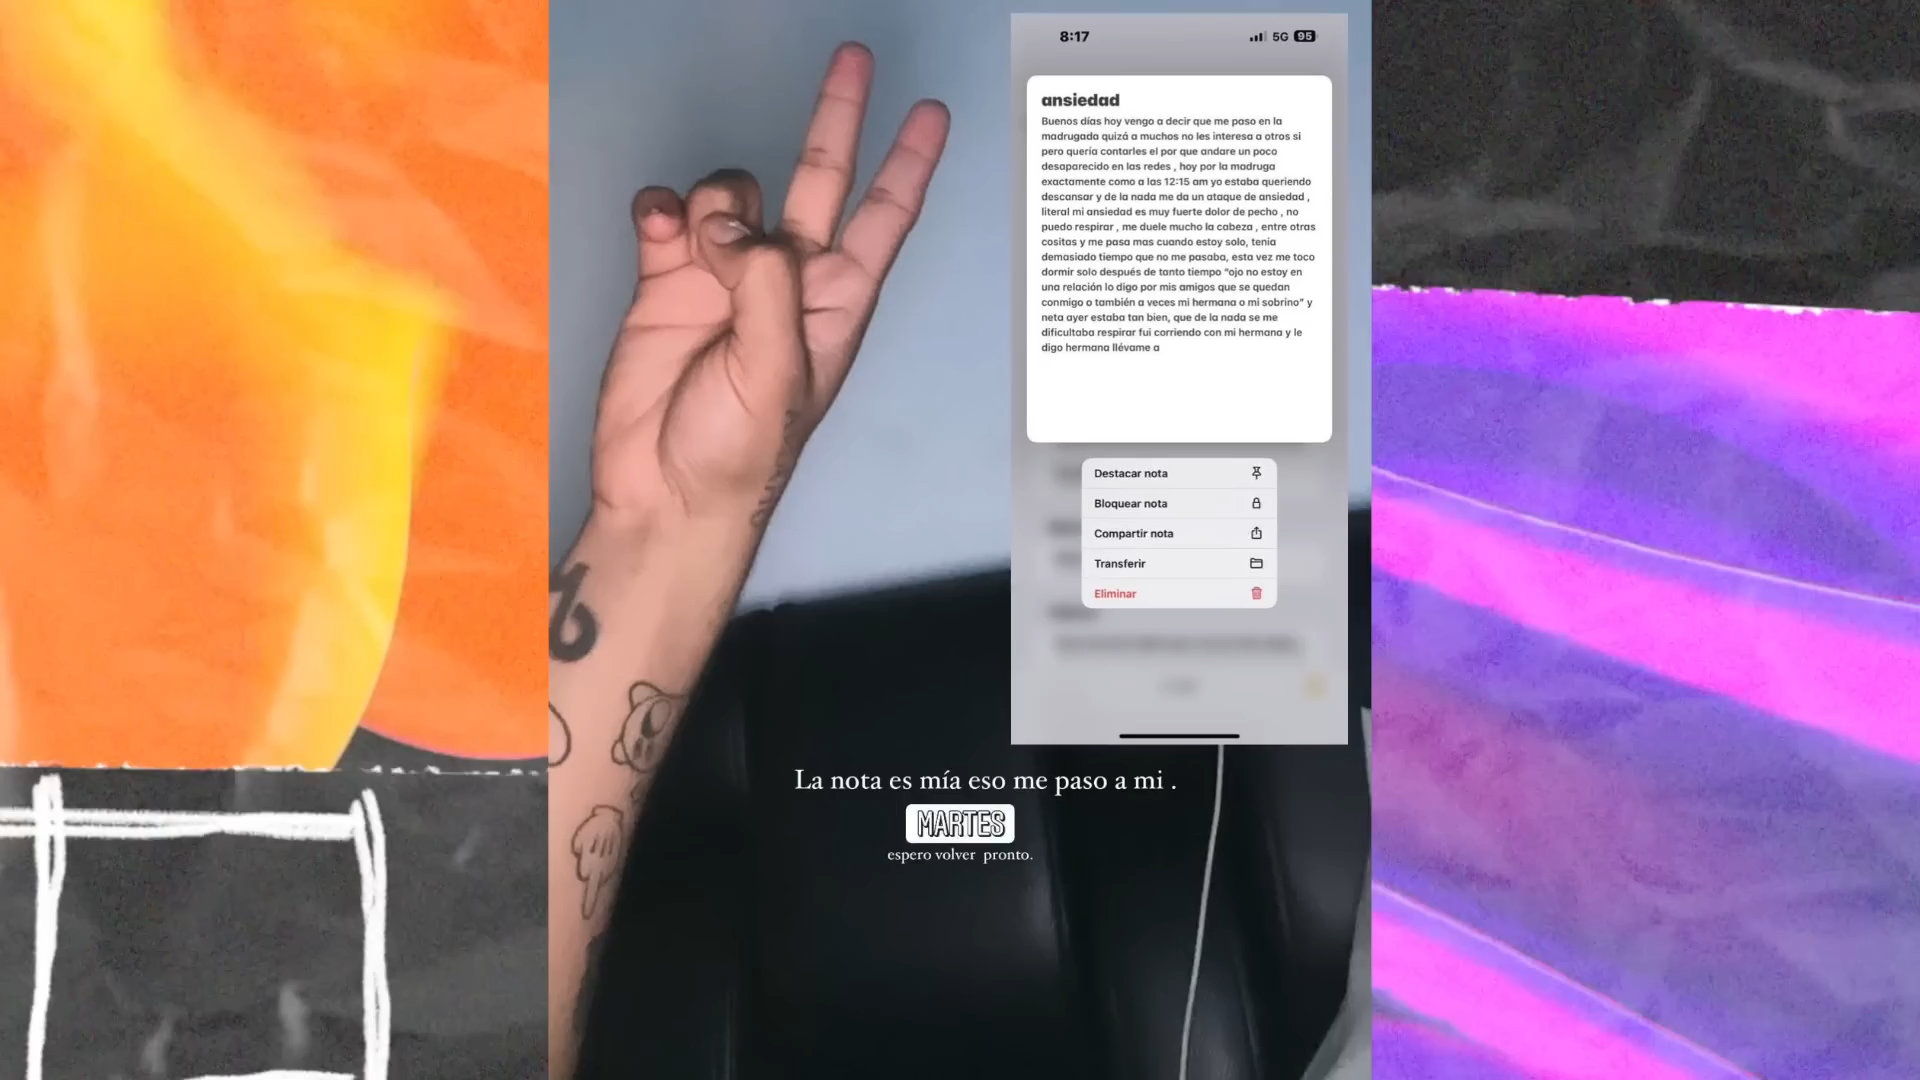 8:17
5G 95
ansiedad
Buenos días hoy vengo a decir que me paso en la
madrugada quizá a muchos no les interesa a otros si
pero quería contarles el por que andare un poco
desaparecido en las redes , hoy por la madruga
exactamente como a las 12:15 am yo estaba queriendo
descansar y de la nada me da un ataque de ansiedad ,
literal mi ansiedad es muy fuerte dolor de pecho , no
puedo respirar , me duele mucho la cabeza , entre otras
cositas y me pasa mas cuando estoy solo, tenía
demasiado tiempo que no me pasaba, esta vez me toco
dormir solo después de tanto tiempo “ojo no estoy en
una relación lo digo por mis amigos que se quedan
conmigo o también a veces mi hermana o mi sobrino” y
neta ayer estaba tan bien, que de la nada se me
dificultaba respirar fui corriendo con mi hermana y le
digo hermana llévame a
Destacar nota
Bloquear nota
Compartir nota
Transferir
Eliminar
La nota es mía eso me paso a mi .
MARTES
espero volver pronto.